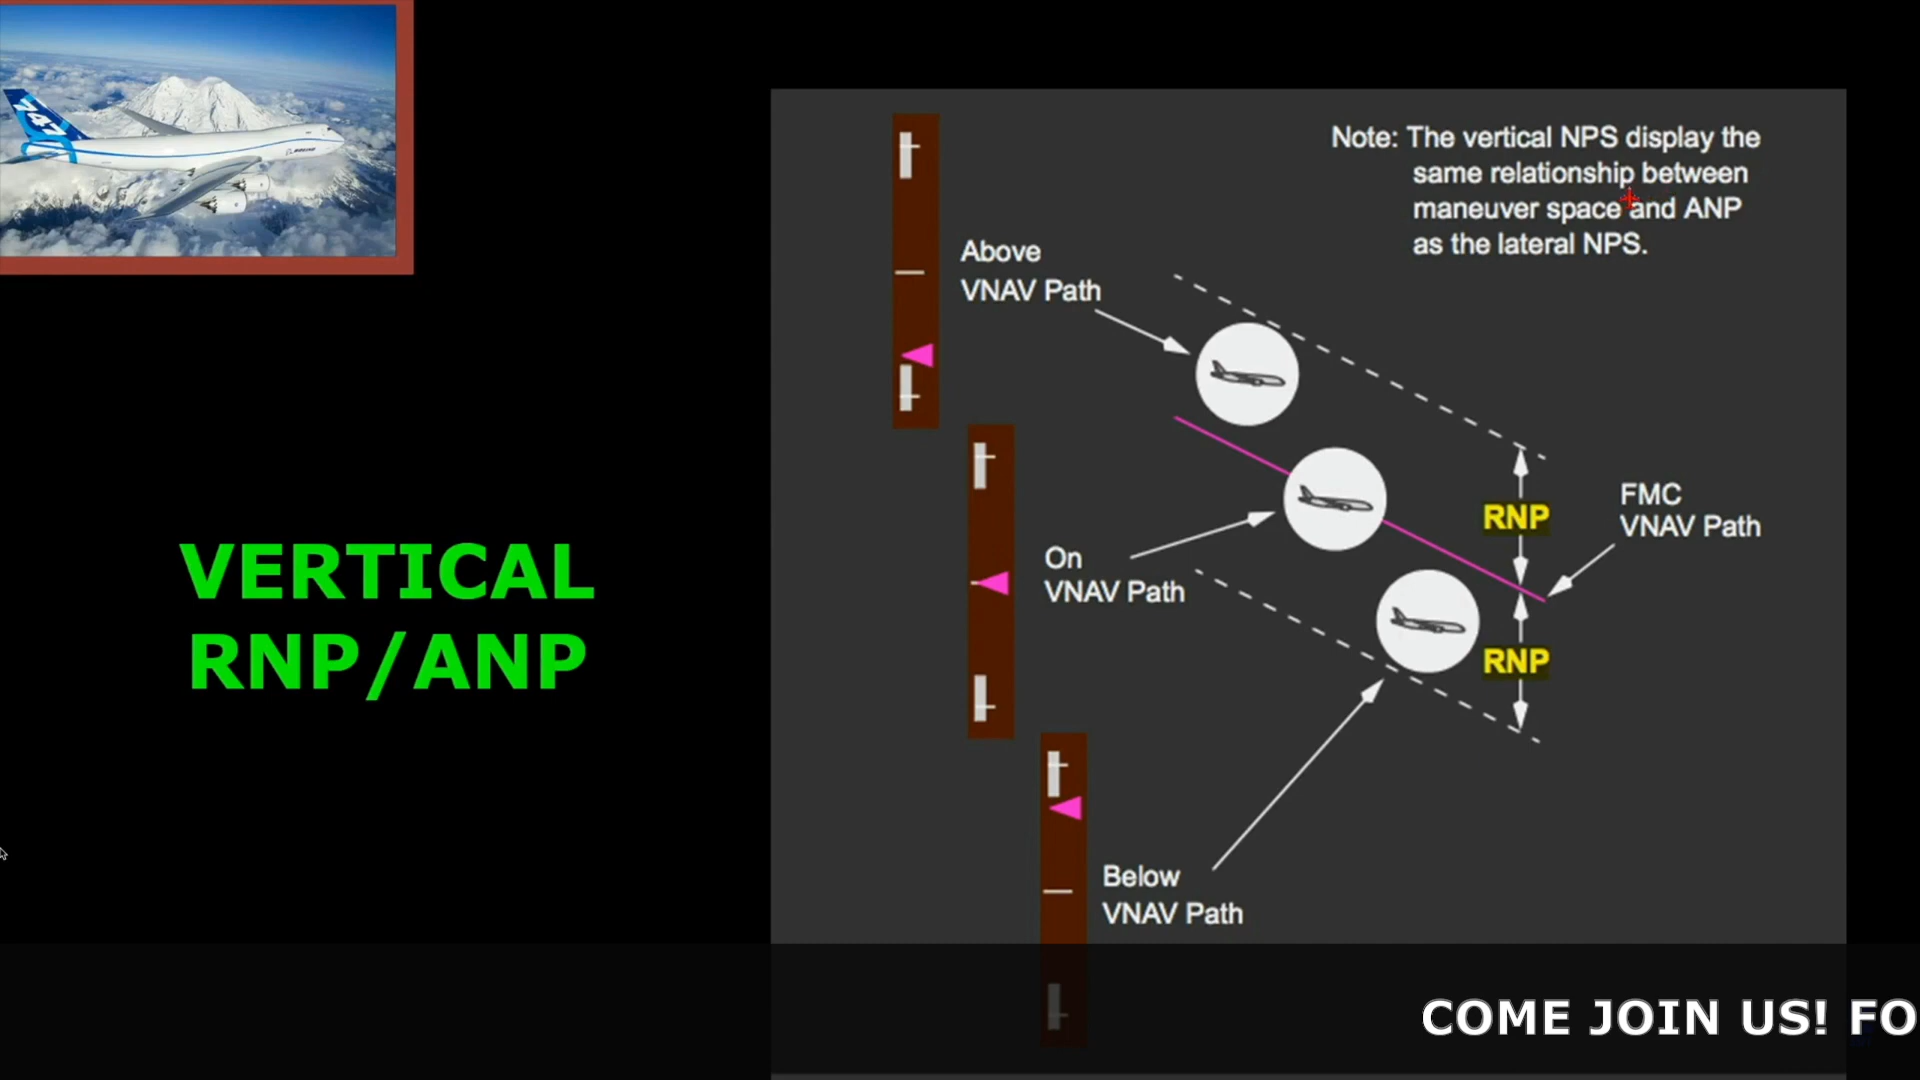 747
BOEING
Note: The vertical NPS display the
same relationship between
maneuver space and ANP
as the lateral NPS.
Above
VNAV Path
RNP
FMC
VNAV Path
On
VNAV Path
RNP
VERTICAL
RNP/ANP
Below
VNAV Path
COME JOIN US! FO